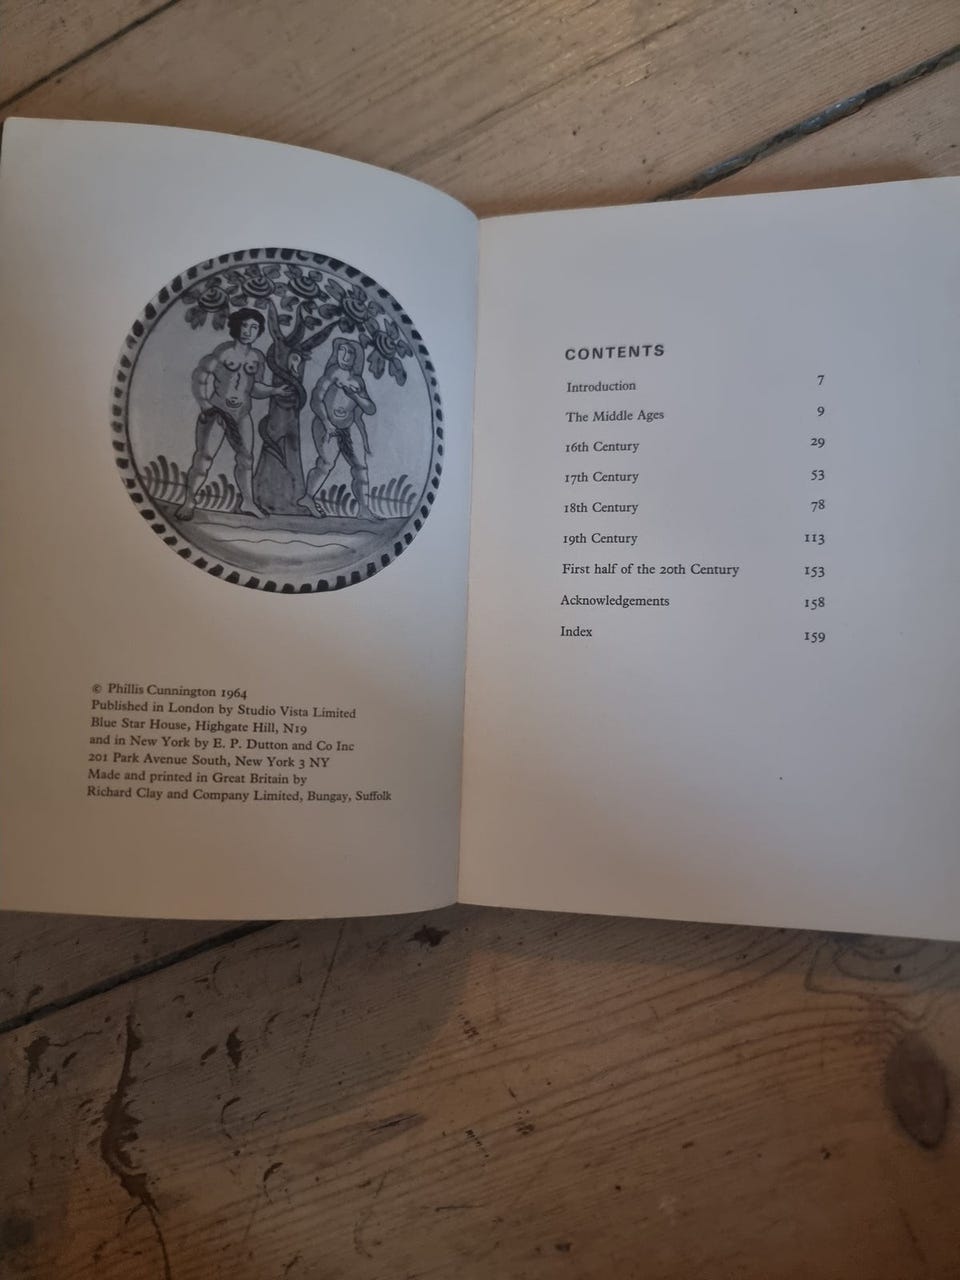 © Phillis Cunnington 1964
Published in London by Studio Vista Limited
Blue Star House, Highgate Hill, N19
and in New York by E. P. Dutton and Co Inc
201 Park Avenue South, New York 3 NY
Made and printed in Great Britain by
Richard Clay and Company Limited, Bungay, Suffolk
CONTENTS
Introduction 7
The Middle Ages 9
16th Century 29
17th Century 53
18th Century 78
19th Century 113
First half of the 20th Century 153
Acknowledgements 158
Index 159